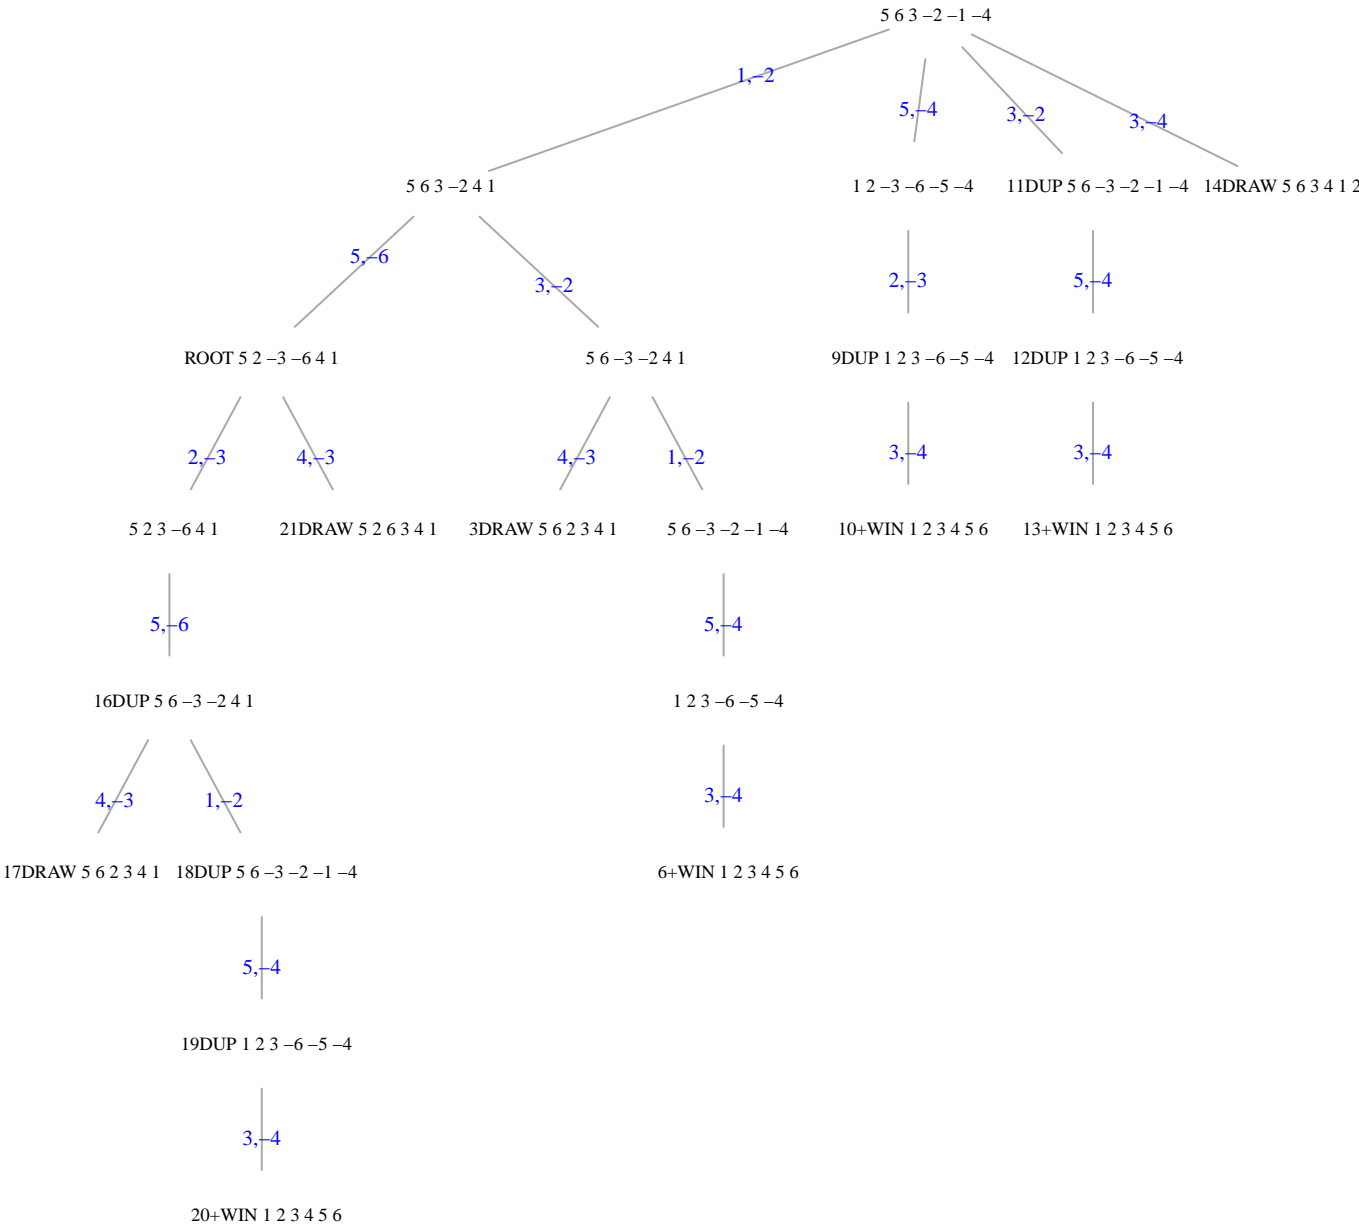 5 6 3 –2 –1 –4
1,–2
5,–4
3,–2
3,–4
5 6 3 –2 4 1
1 2 –3 –6 –5 –4
11DUP 5 6 –3 –2 –1 –4
14DRAW 5 6 3 4 1 2
5,–6
3,–2
2,–3
5,–4
ROOT 5 2 –3 –6 4 1
5 6 –3 –2 4 1
9DUP 1 2 3 –6 –5 –4
12DUP 1 2 3 –6 –5 –4
2,–3
4,–3
4,–3
1,–2
3,–4
3,–4
5 2 3 –6 4 1
21DRAW 5 2 6 3 4 1
3DRAW 5 6 2 3 4 1
5 6 –3 –2 –1 –4
10+WIN 1 2 3 4 5 6
13+WIN 1 2 3 4 5 6
5,–6
5,–4
16DUP 5 6 –3 –2 4 1
1 2 3 –6 –5 –4
4,–3
1,–2
3,–4
17DRAW 5 6 2 3 4 1
18DUP 5 6 –3 –2 –1 –4
6+WIN 1 2 3 4 5 6
5,–4
19DUP 1 2 3 –6 –5 –4
3,–4
20+WIN 1 2 3 4 5 6